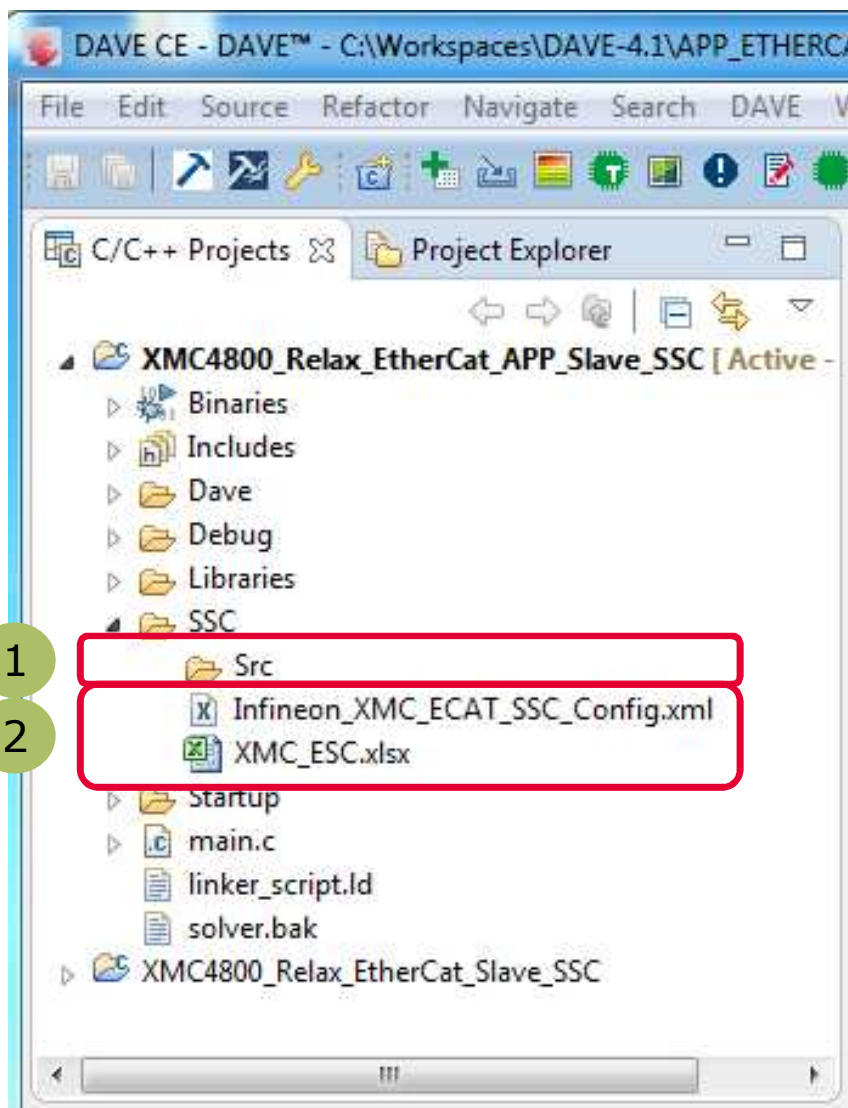 DAVE CE - DAVE™ - C:\Workspaces\DAVE-4.1\APP_ETHERCA
File Edit Source Refactor Navigate Search DAVE W
C/C++ Projects Project Explorer
XMC4800_Relax_EtherCat_APP_Slave_SSC [ Active -
Binaries
Includes
Dave
Debug
Libraries
SSC
1
Src
Infineon_XMC_ECAT_SSC_Config.xml
2
XMC_ESC.xlsx
Startup
main.c
linker_script.ld
solver.bak
XMC4800_Relax_EtherCat_Slave_SSC